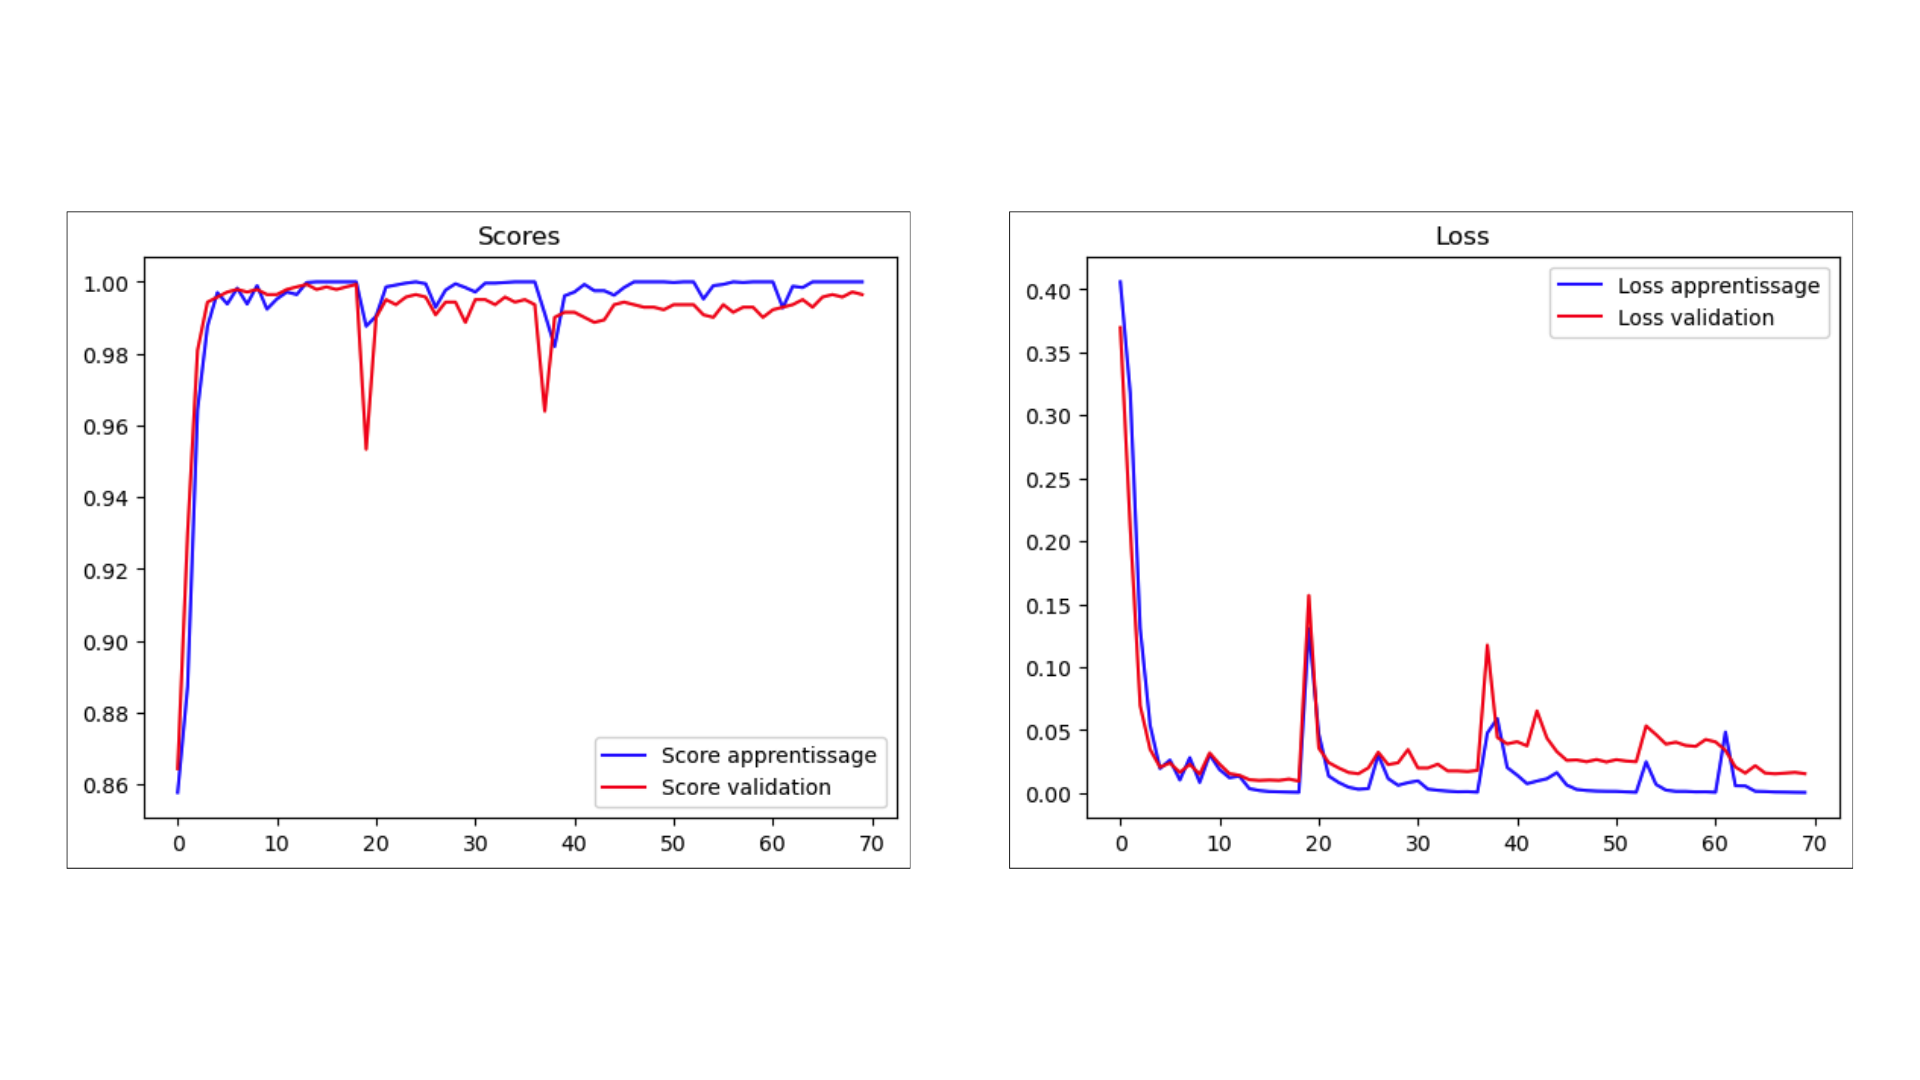 Scores
1.00
0.98
0.96
0.94
0.92
0.90
0.88
0.86
Score apprentissage
Score validation
0 10 20 30 40 50 60 70
Loss
0.40
0.35
0.30
0.25
0.20
0.15
0.10
0.05
0.00
Loss apprentissage
Loss validation
0 10 20 30 40 50 60 70